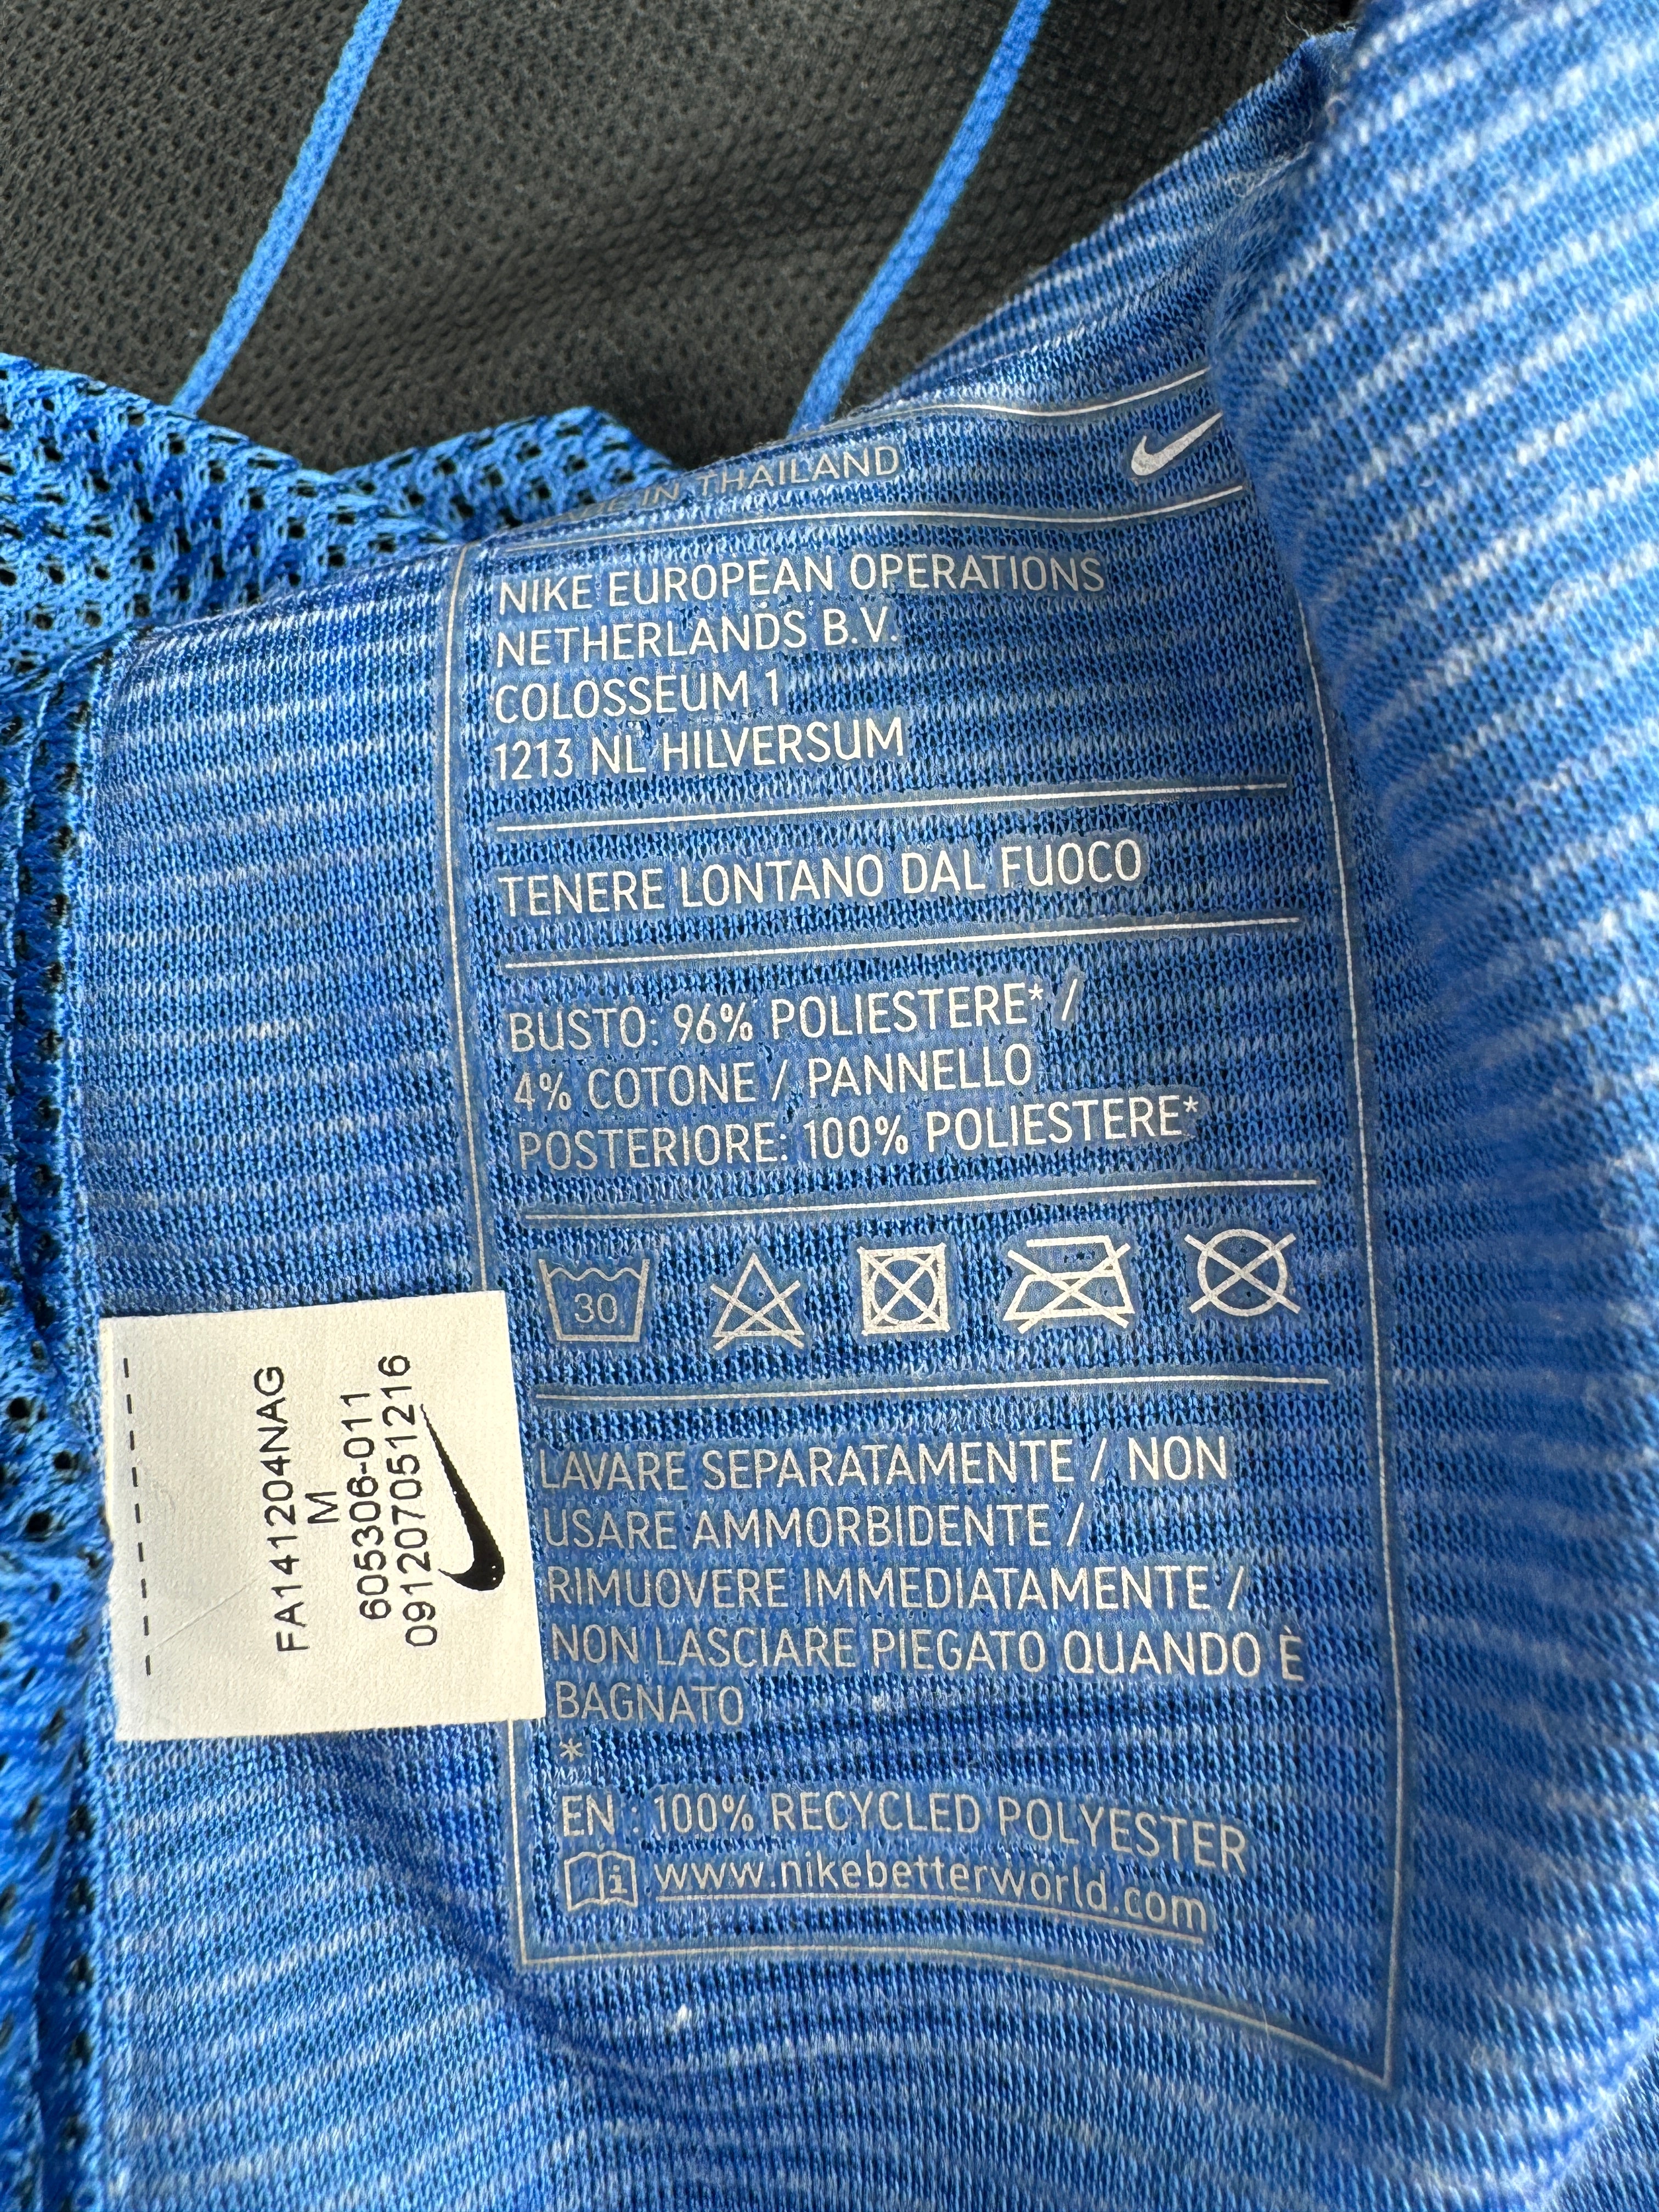 IN THAILAND
NIKE EUROPEAN OPERATIONS
NETHERLANDS B.V.
COLOSSEUM 1
1213 NL HILVERSUM
TENERE LONTANO DAL FUOCO
BUSTO: 96% POLIESTERE* /
4% COTONE / PANNELLO
POSTERIORE: 100% POLIESTERE*
30
LAVARE SEPARATAMENTE / NON
USARE AMMORBIDENTE /
RIMUOVERE IMMEDIATAMENTE /
NON LASCIARE PIEGATO QUANDO È
BAGNATO
*
EN : 100% RECYCLED POLYESTER
i www.nikebetterworld.com
FA141204NAG
M
605306-011
0912070512​16